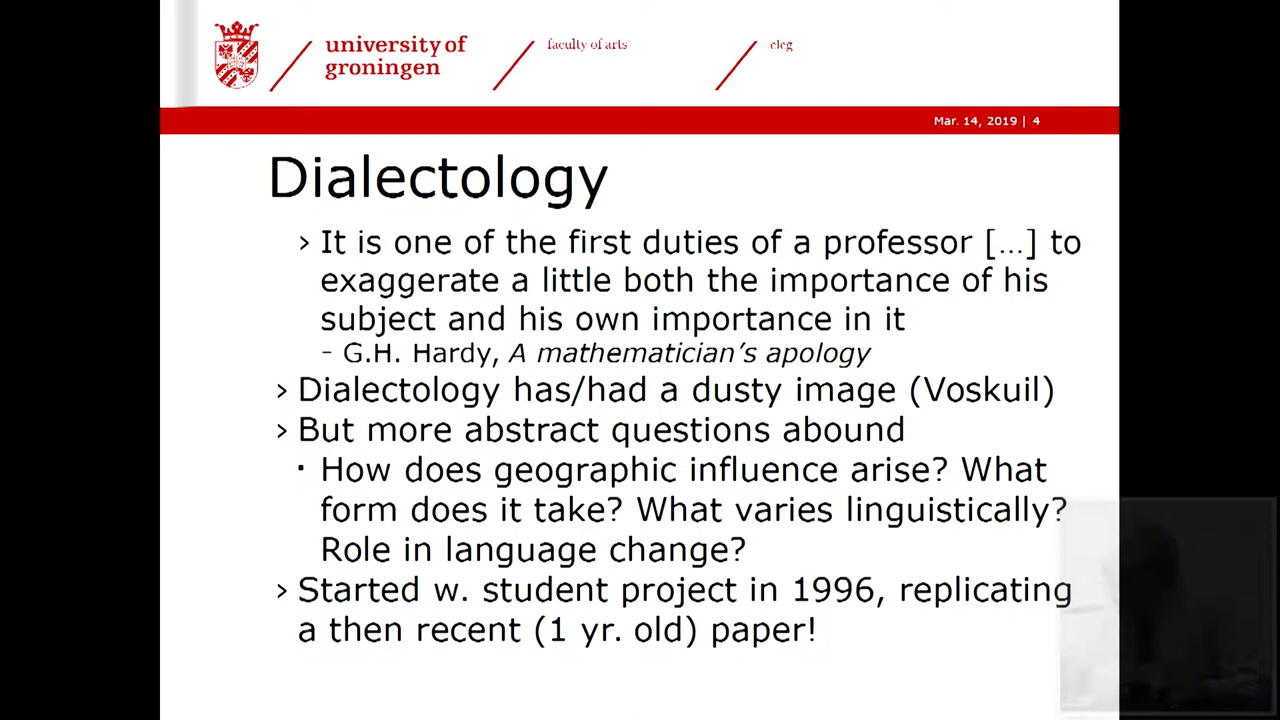 university of
groningen
faculty of arts
cleg
Mar. 14, 2019 | 4
Dialectology
› It is one of the first duties of a professor […] to
exaggerate a little both the importance of his
subject and his own importance in it
– G.H. Hardy, A mathematician’s apology
› Dialectology has/had a dusty image (Voskuil)
› But more abstract questions abound
▪ How does geographic influence arise? What
form does it take? What varies linguistically?
Role in language change?
› Started w. student project in 1996, replicating
a then recent (1 yr. old) paper!